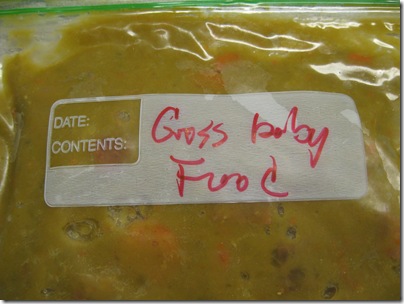 DATE:
CONTENTS:
Gross baby
Food